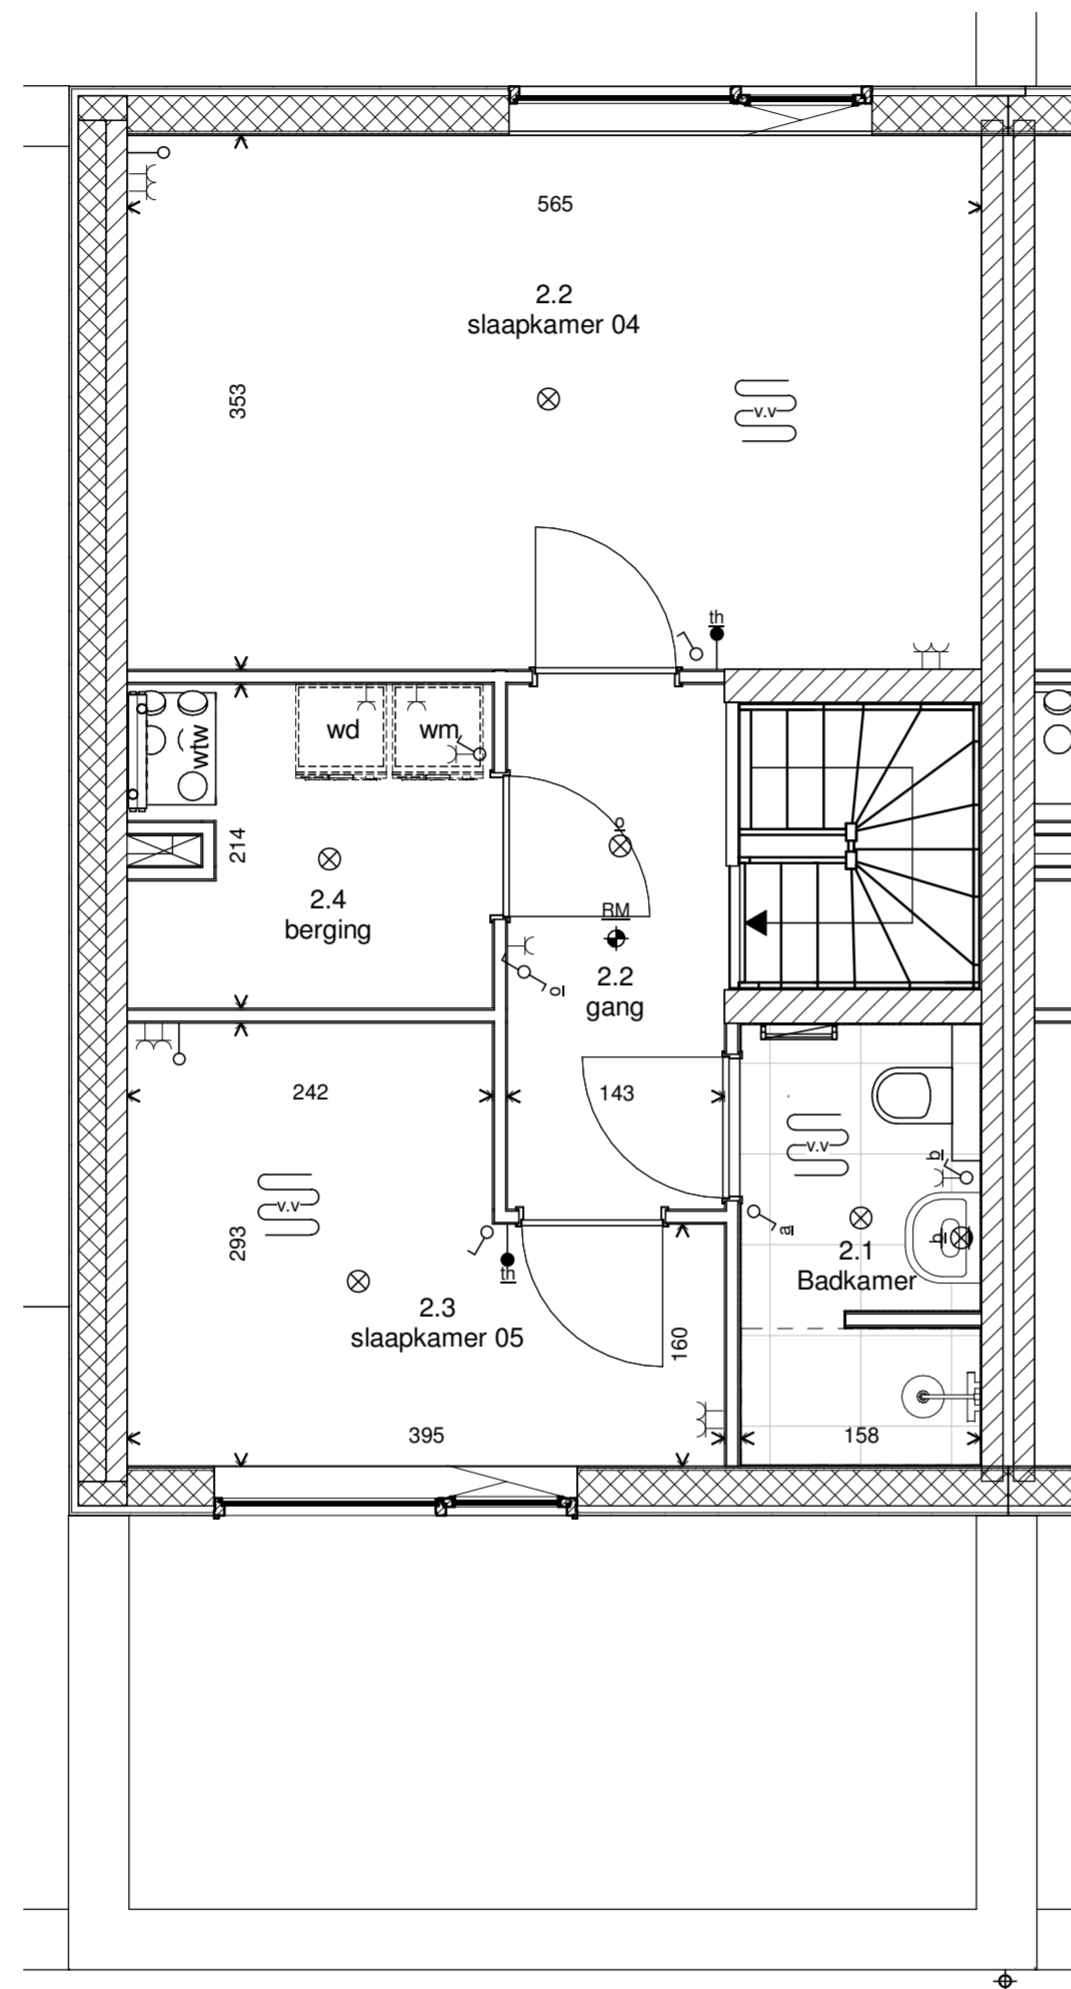 565
2.2
slaapkamer 04
353
v.v
th
wtw
wd
wm
214
o
2.4
berging
RM
2.2
gang
o
242
143
v.v
b
v.v
a
b
2.1
Badkamer
293
th
2.3
slaapkamer 05
160
395
158